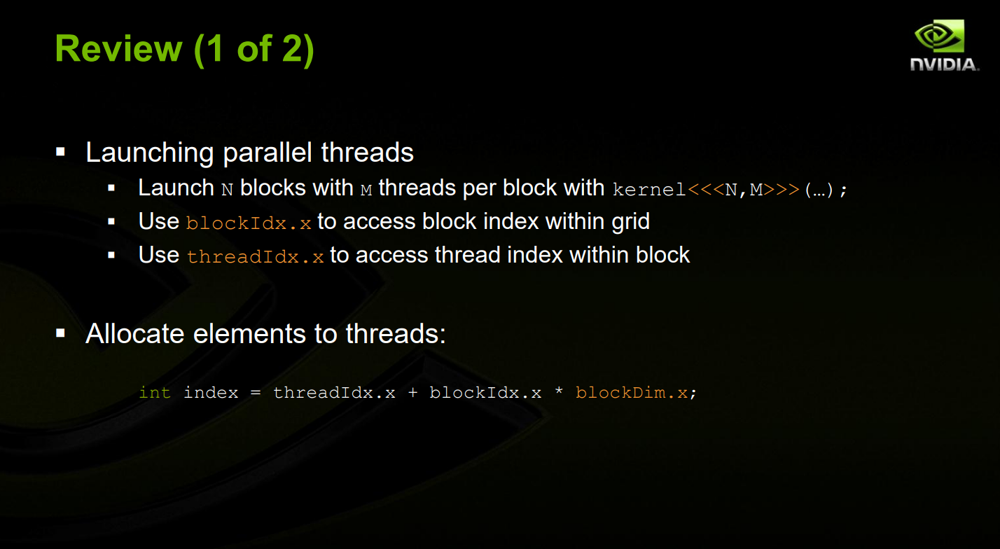 Review (1 of 2)
NVIDIA.
▪ Launching parallel threads
▪ Launch N blocks with M threads per block with kernel<<<N,M>>>(…);
▪ Use blockIdx.x to access block index within grid
▪ Use threadIdx.x to access thread index within block
▪ Allocate elements to threads:
int index = threadIdx.x + blockIdx.x * blockDim.x;